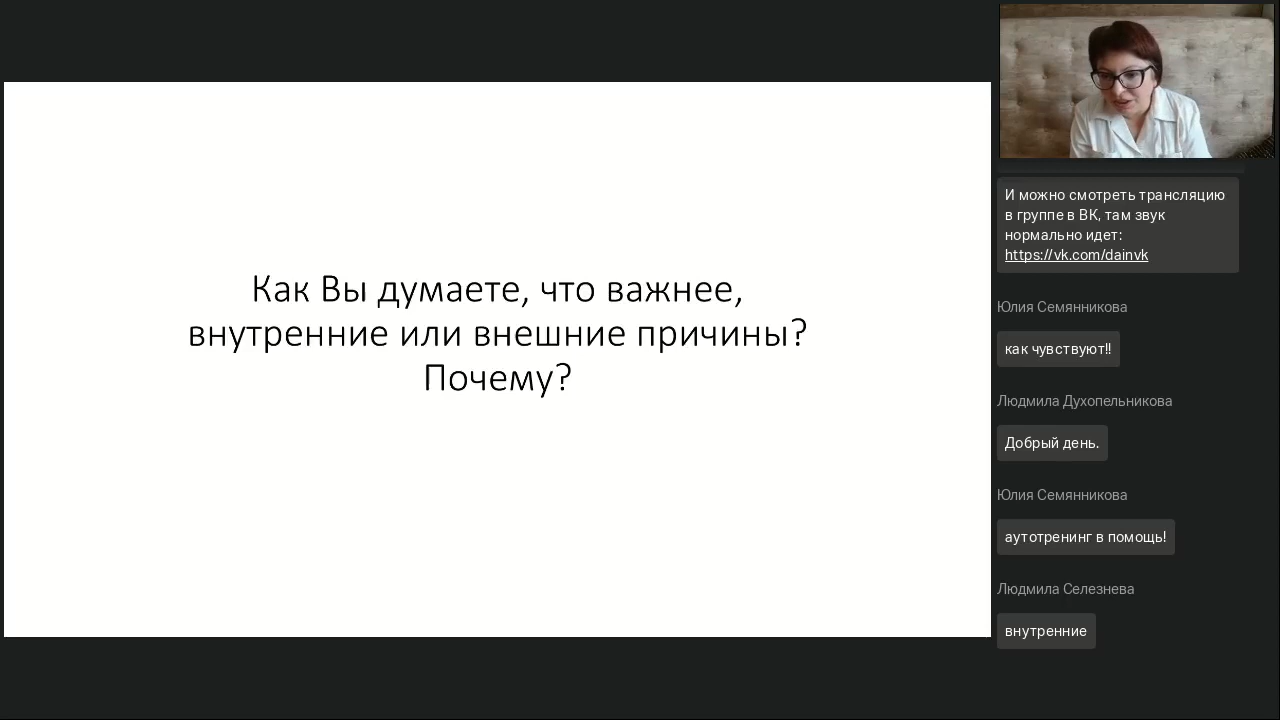 Как Вы думаете, что важнее,
внутренние или внешние причины?
Почему?
И можно смотреть трансляцию
в группе в ВК, там звук
нормально идет:
https://vk.com/dainvk
Юлия Семянникова
как чувствуют!!
Людмила Духопельникова
Добрый день.
Юлия Семянникова
аутотренинг в помощь!
Людмила Селезнева
внутренние